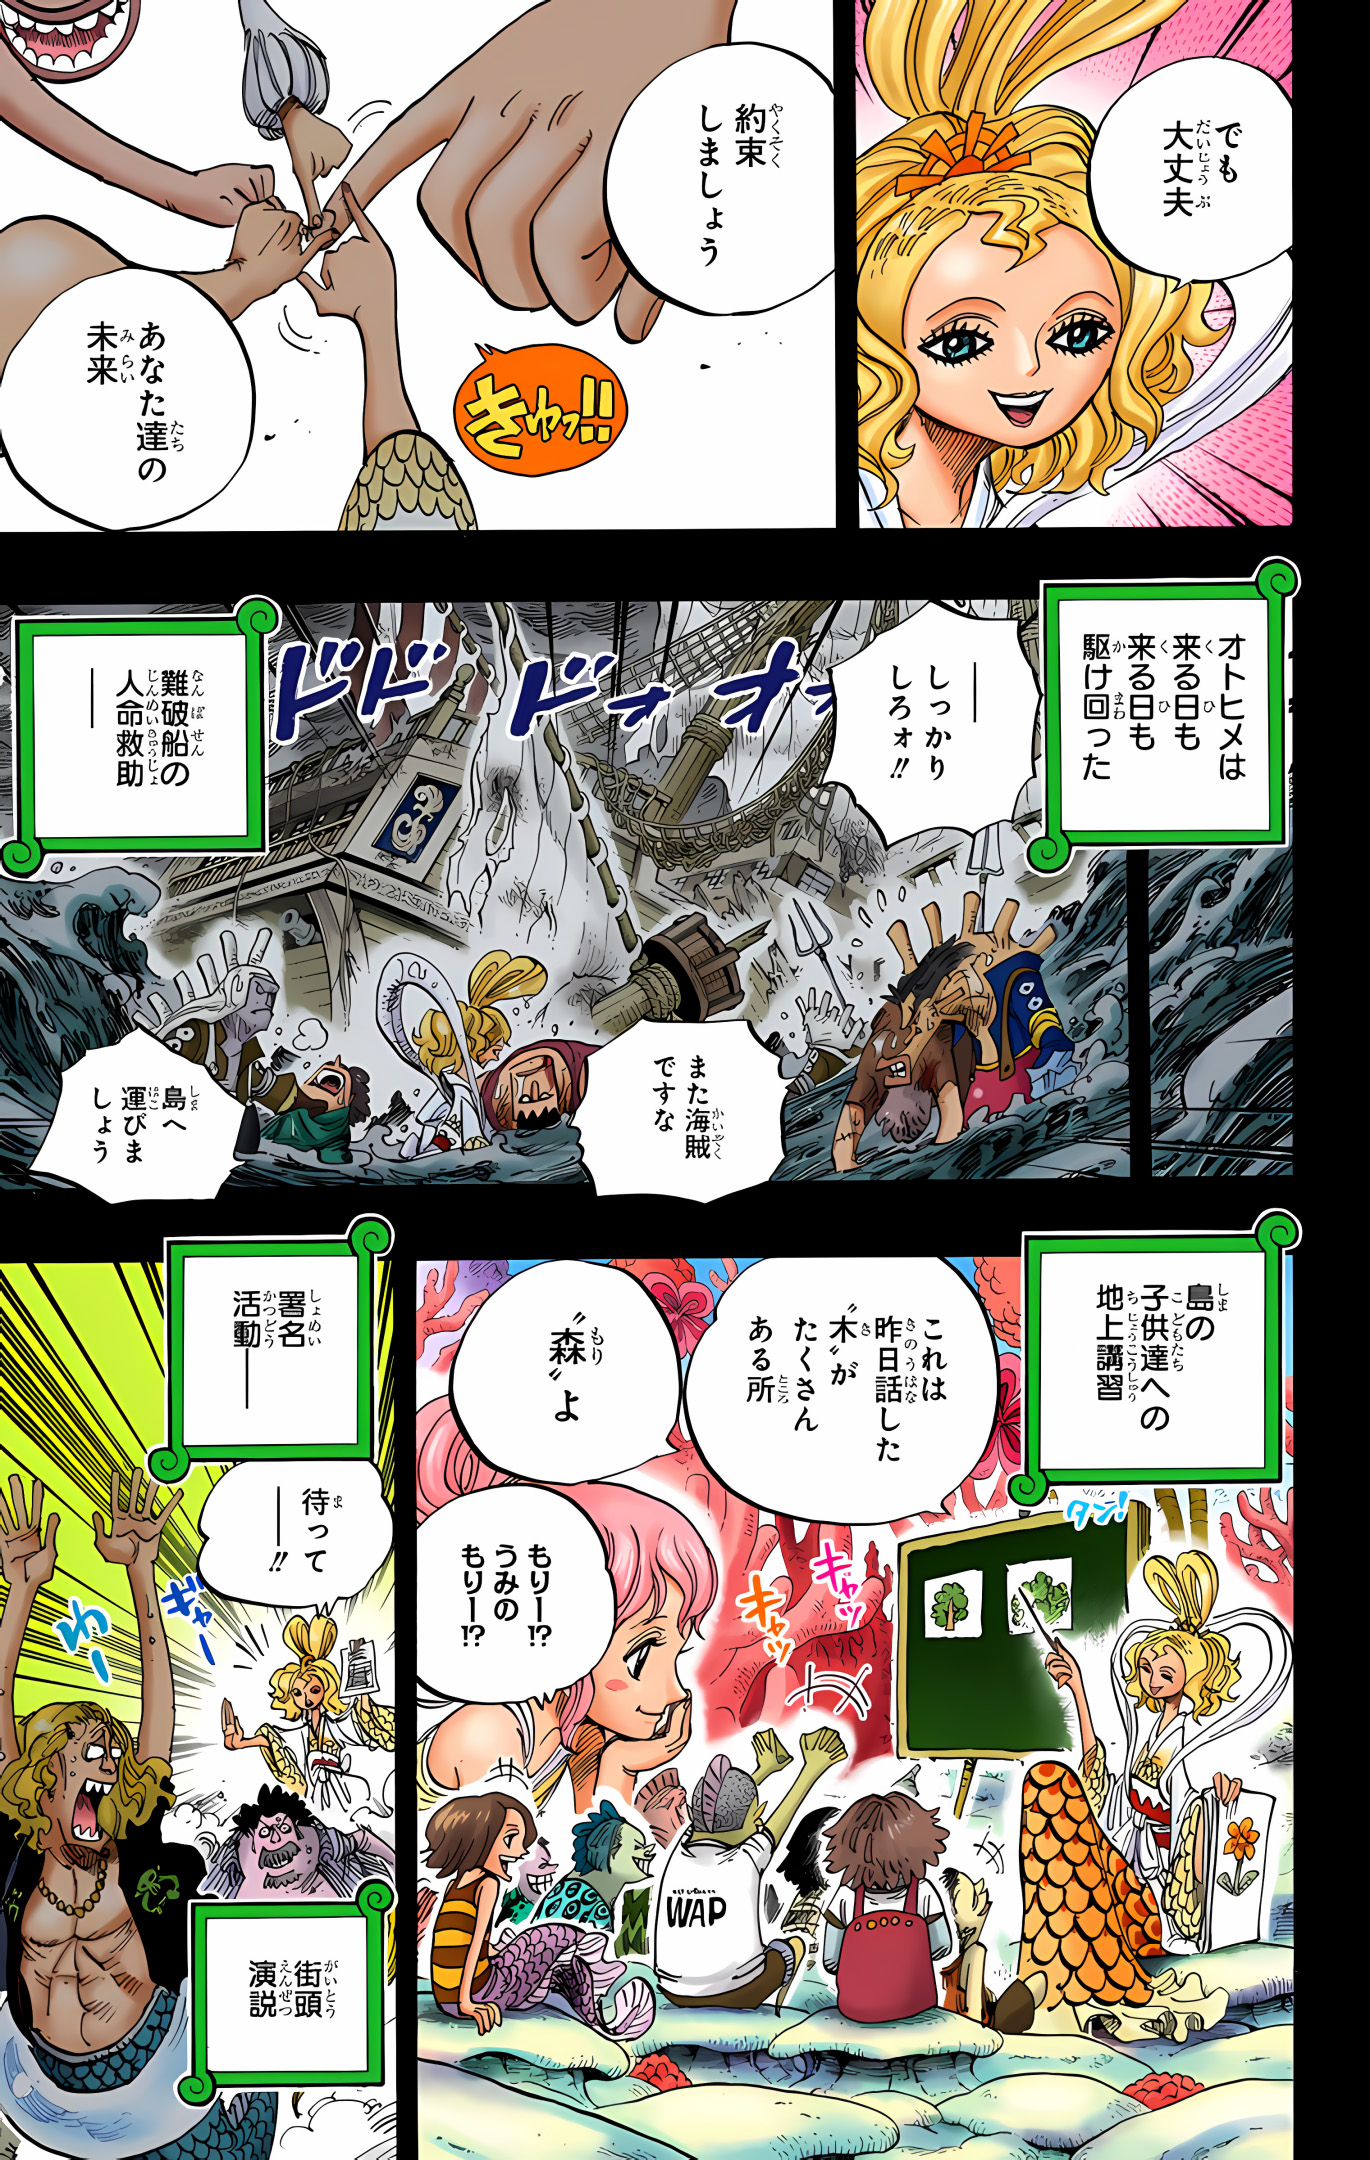 でも
大丈夫
約束
しましょう
きゅっ!!
あなた達の
未来
オトヒメは
来る日も
来る日も
駆け回った
――しっかり
しろォ!!
ドドドドォオオ
難破船の
人命救助
――
また海賊
ですな
島へ
運びま
しょう
島の
子供達への
地上講習
タン!
これは
昨日話した
〝木〟が
たくさん
ある所
〝森〟よ
もりー!?
うみの
もりー!?
キャッ
キャッ
WAP
署名
活動――
待って
――!!
ギャー
わー
街頭
演説